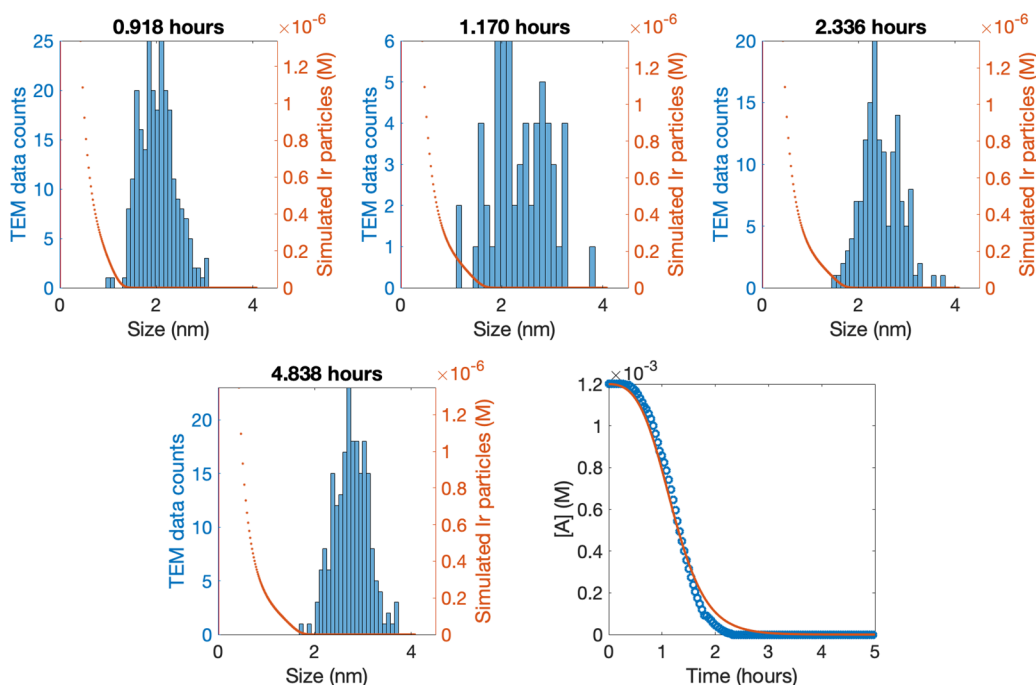 0.918 hours
×10⁻⁶
25
20
15
10
5
0
TEM data counts
1.2
1
0.8
0.6
0.4
0.2
0
Simulated Ir particles (M)
0 2 4
Size (nm)
1.170 hours
×10⁻⁶
6
5
4
3
2
1
0
TEM data counts
1.2
1
0.8
0.6
0.4
0.2
0
Simulated Ir particles (M)
0 2 4
Size (nm)
2.336 hours
×10⁻⁶
20
15
10
5
0
TEM data counts
1.2
1
0.8
0.6
0.4
0.2
0
Simulated Ir particles (M)
0 2 4
Size (nm)
4.838 hours
×10⁻⁶
20
15
10
5
0
TEM data counts
1.2
1
0.8
0.6
0.4
0.2
0
Simulated Ir particles (M)
0 2 4
Size (nm)
×10⁻³
1.2
1
0.8
0.6
0.4
0.2
0
[A] (M)
0 1 2 3 4 5
Time (hours)